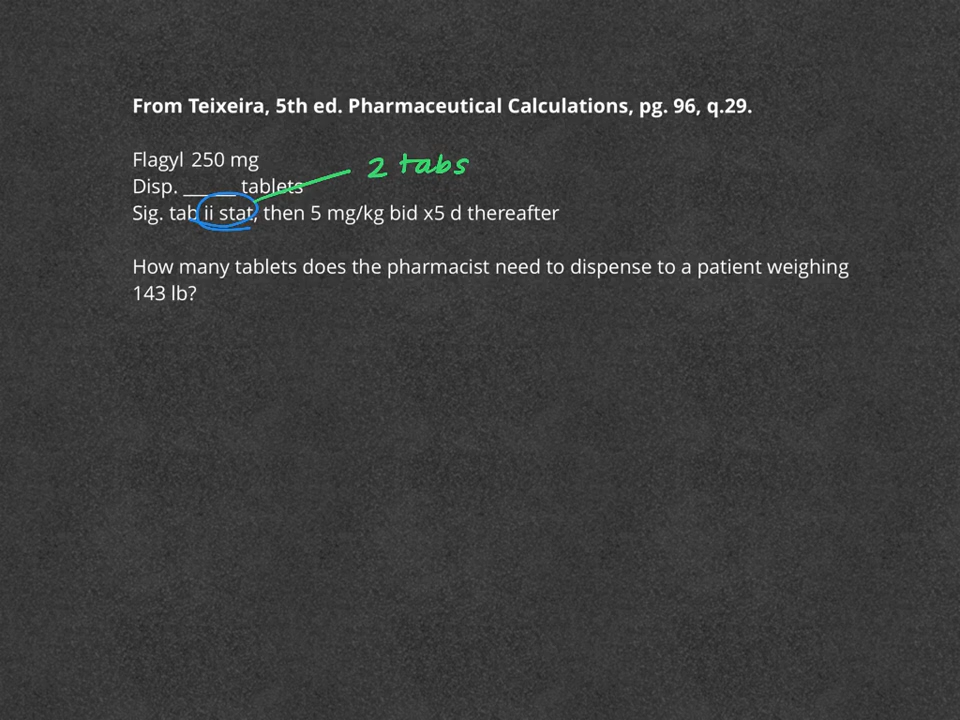 From Teixeira, 5th ed. Pharmaceutical Calculations, pg. 96, q.29.
Flagyl 250 mg
2 tabs
Disp. ______ tablets
Sig. tab ii stat, then 5 mg/kg bid x5 d thereafter
How many tablets does the pharmacist need to dispense to a patient weighing
143 lb?